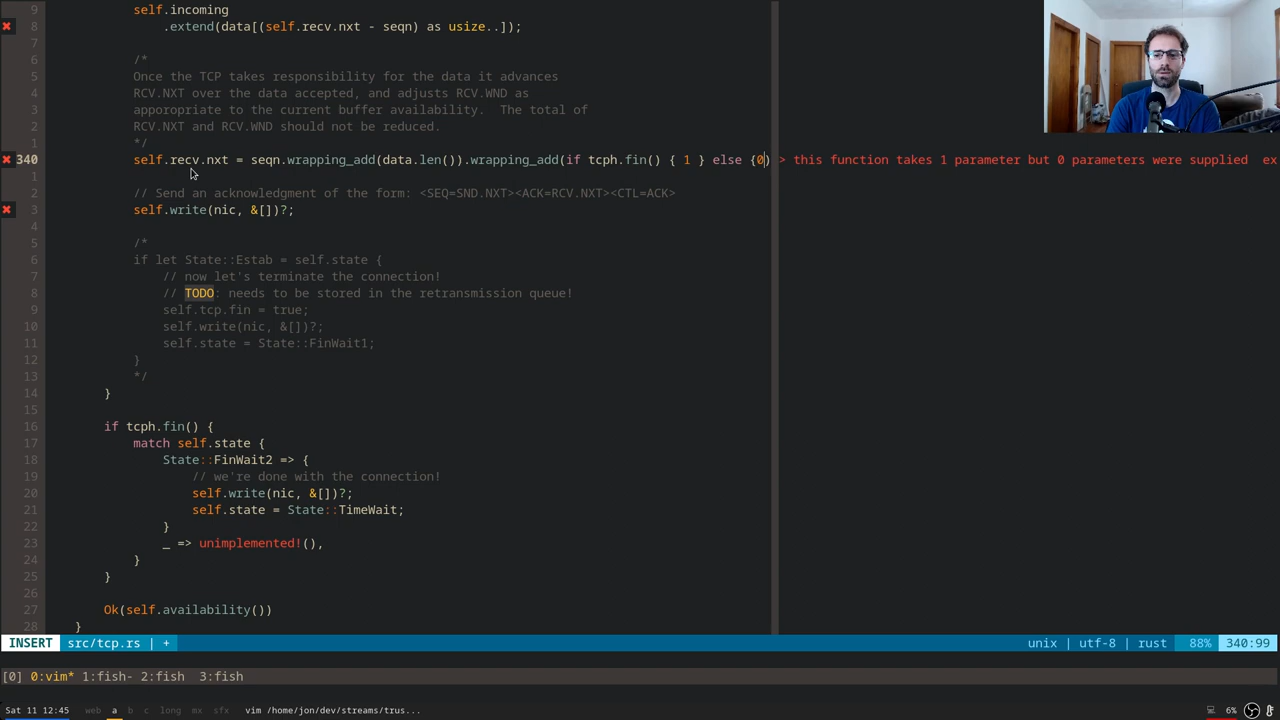 9 self.incoming
8 .extend(data[(self.recv.nxt - seqn) as usize..]);
7
6 /*
5 Once the TCP takes responsibility for the data it advances
4 RCV.NXT over the data accepted, and adjusts RCV.WND as
3 apporopriate to the current buffer availability.  The total of
2 RCV.NXT and RCV.WND should not be reduced.
1 */
340 self.recv.nxt = seqn.wrapping_add(data.len()).wrapping_add(if tcph.fin() { 1 } else {0) > this function takes 1 parameter but 0 parameters were supplied  ex
1
2 // Send an acknowledgment of the form: <SEQ=SND.NXT><ACK=RCV.NXT><CTL=ACK>
3 self.write(nic, &[])?;
4
5 /*
6 if let State::Estab = self.state {
7 // now let's terminate the connection!
8 // TODO: needs to be stored in the retransmission queue!
9 self.tcp.fin = true;
10 self.write(nic, &[])?;
11 self.state = State::FinWait1;
12 }
13 */
14 }
15
16 if tcph.fin() {
17 match self.state {
18 State::FinWait2 => {
19 // we're done with the connection!
20 self.write(nic, &[])?;
21 self.state = State::TimeWait;
22 }
23 _ => unimplemented!(),
24 }
25 }
26
27 Ok(self.availability())
28 }
INSERT src/tcp.rs | + unix | utf-8 | rust 88% 340:99
[0] 0:vim* 1:fish- 2:fish  3:fish
Sat 11 12:45 web a b c long mx sfx vim /home/jon/dev/streams/trus... 6%